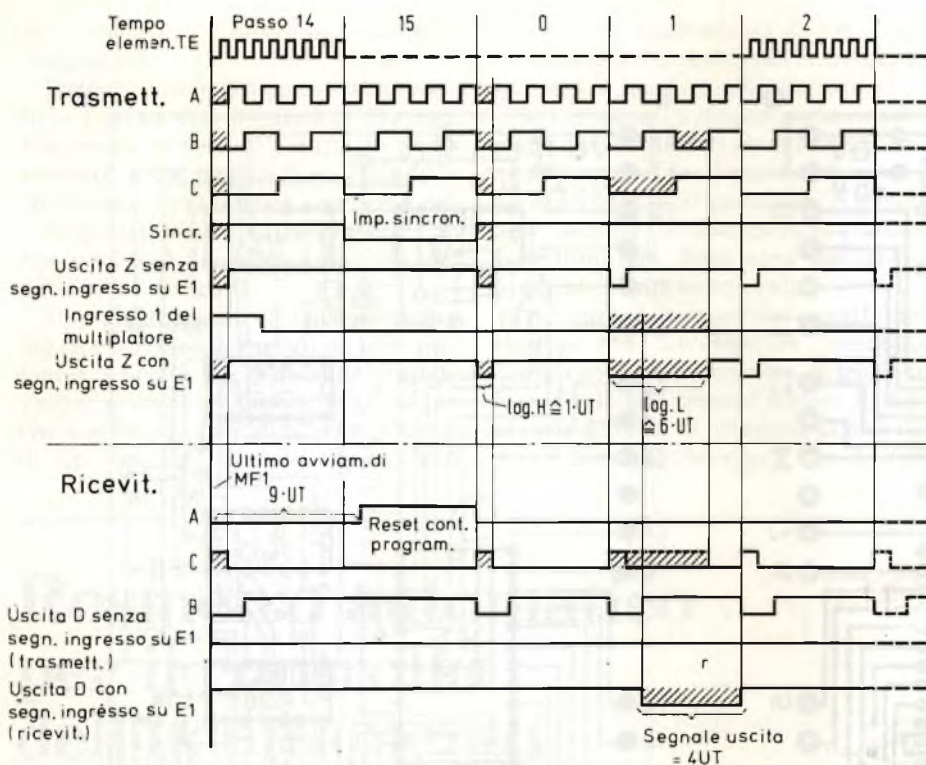 Tempo
elemen.TE
Passo 14
15
0
1
2
Trasmett.
A
B
C
Imp. sincron.
Sincr.
Uscita Z senza
segn. ingresso su E1
Ingresso 1 del
multiplatore
Uscita Z con
segn. ingresso su E1
log.H≙1·UT
log.L
≙6·UT
Ricevit.
Ultimo avviam. di
MF1
9·UT
A
Reset cont.
program.
C
B
Uscita D senza
segn. ingresso su E1
(trasmett.)
r
Uscita D con
segn. ingresso su E1
(ricevit.)
Segnale uscita
= 4UT